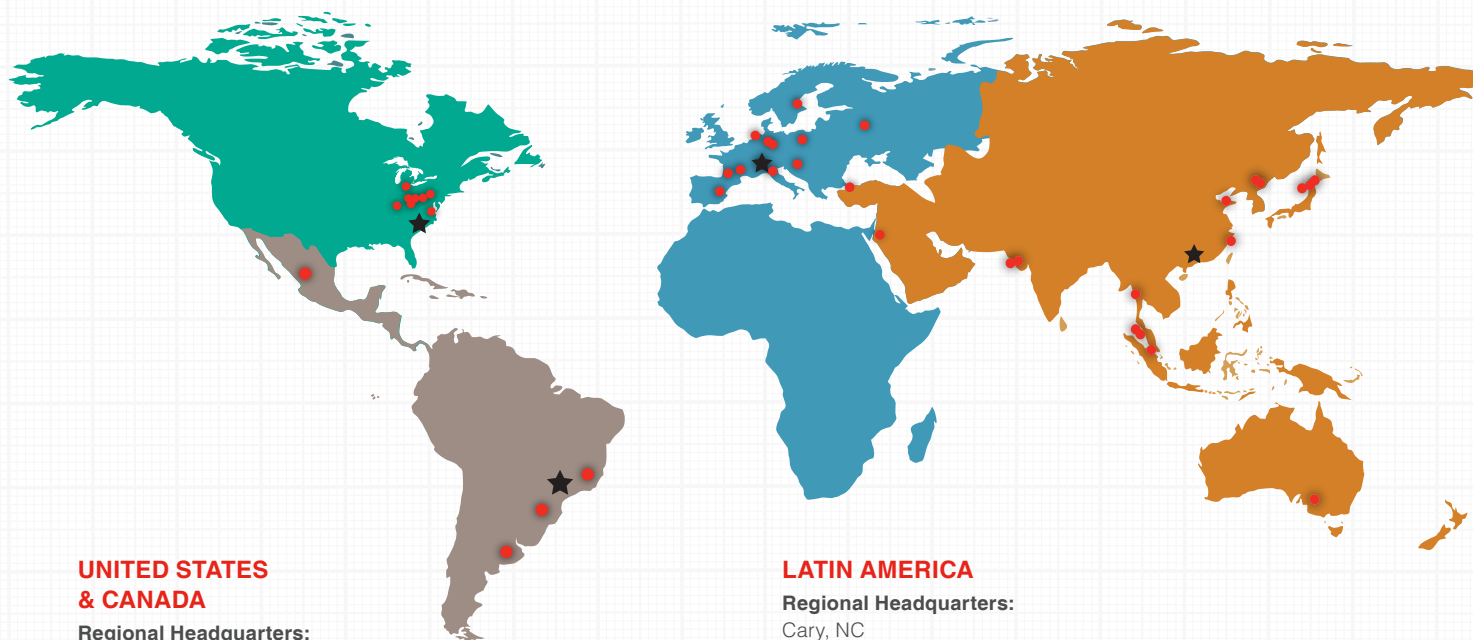 UNITED STATES
& CANADA
Regional Headquarters:
LATIN AMERICA
Regional Headquarters:
Cary, NC